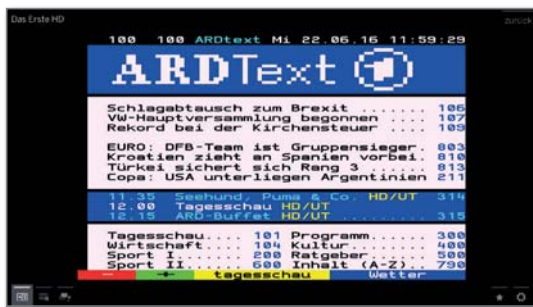 Das Erste HD
zurück
100 100 ARDtext Mi 22.06.16 11:59:29
ARDText 1
Schlagabtausch zum Brexit ....... 106
VW-Hauptversammlung begonnen .... 107
Rekord bei der Kirchensteuer .... 109
EURO: DFB-Team ist Gruppensieger. 803
Kroatien zieht an Spanien vorbei. 810
Türkei sichert sich Rang 3 ...... 813
Copa: USA unterliegen Argentinien 211
11.35 Seehund, Puma & Co. HD/UT 314
12.00 Tagesschau HD/UT
12.15 ARD-Buffet HD/UT ....... 315
Tagesschau.... 101 Programm..... 300
Wirtschaft.... 104 Kultur....... 400
Sport I....... 200 Ratgeber..... 500
Sport II...... 600 Inhalt (A-Z).. 790
- + tagesschau Wetter